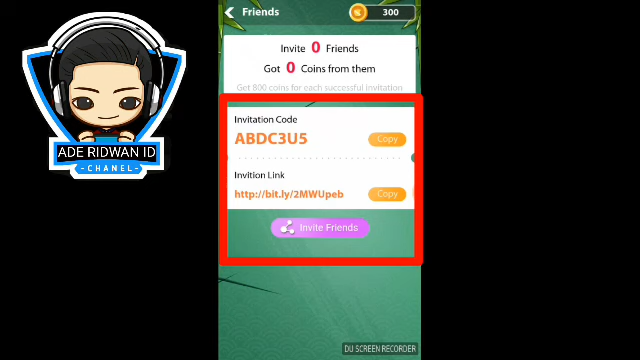 Friends
300
Invite 0 Friends
Got 0 Coins from them
Get 800 coins for each successful invitation
Invitation Code
ABDC3U5
Copy
Invition Link
http://bit.ly/2MWUpeb
Copy
Invite Friends
ADE RIDWAN ID
-CHANEL-
DU SCREEN RECORDER